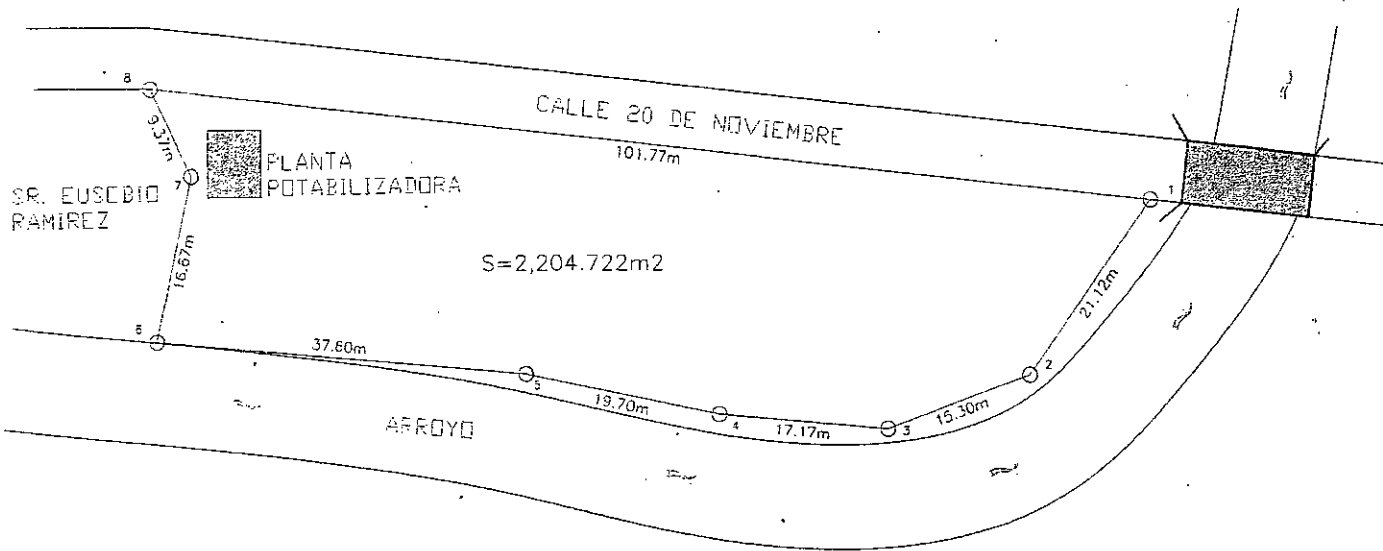 8
CALLE 20 DE NOVIEMBRE
101.77m
9.37m
7
PLANTA
POTABILIZADORA
SR. EUSEBIO
RAMIREZ
1
16.67m
S=2,204.722m2
21.12m
6
37.60m
2
5
19.70m
4
17.17m
3
15.30m
ARROYO